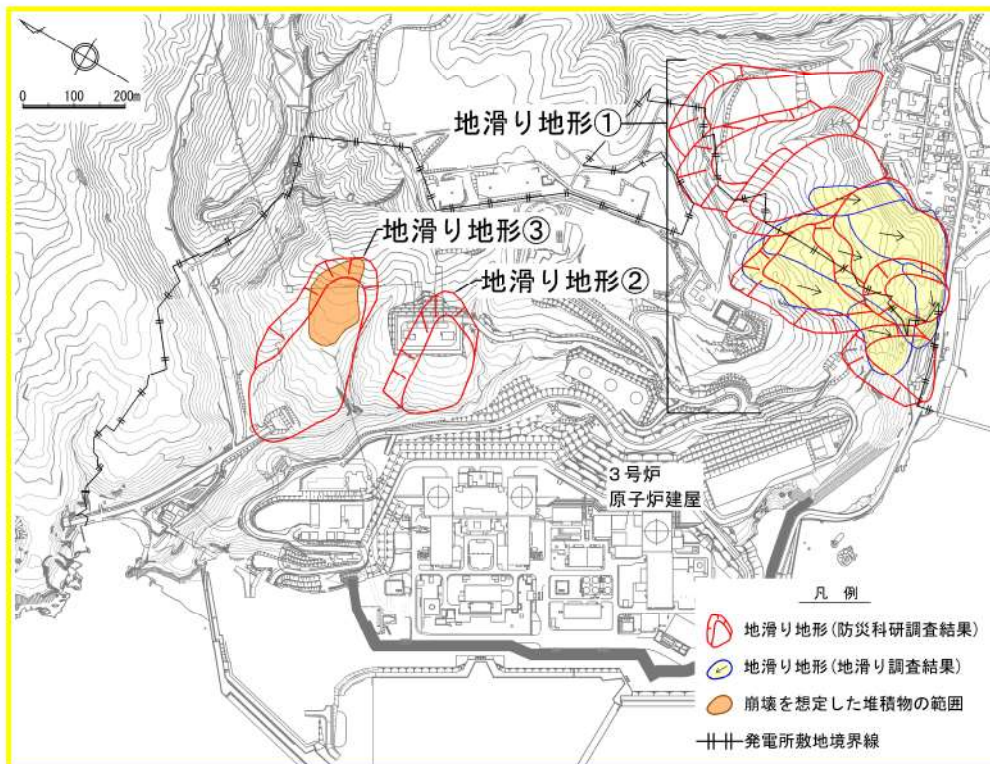 0 100 200m
地滑り地形①
地滑り地形③
地滑り地形②
3号炉
原子炉建屋
凡 例
地滑り地形(防災科研調査結果)
地滑り地形(地滑り調査結果)
崩壊を想定した堆積物の範囲
発電所敷地境界線